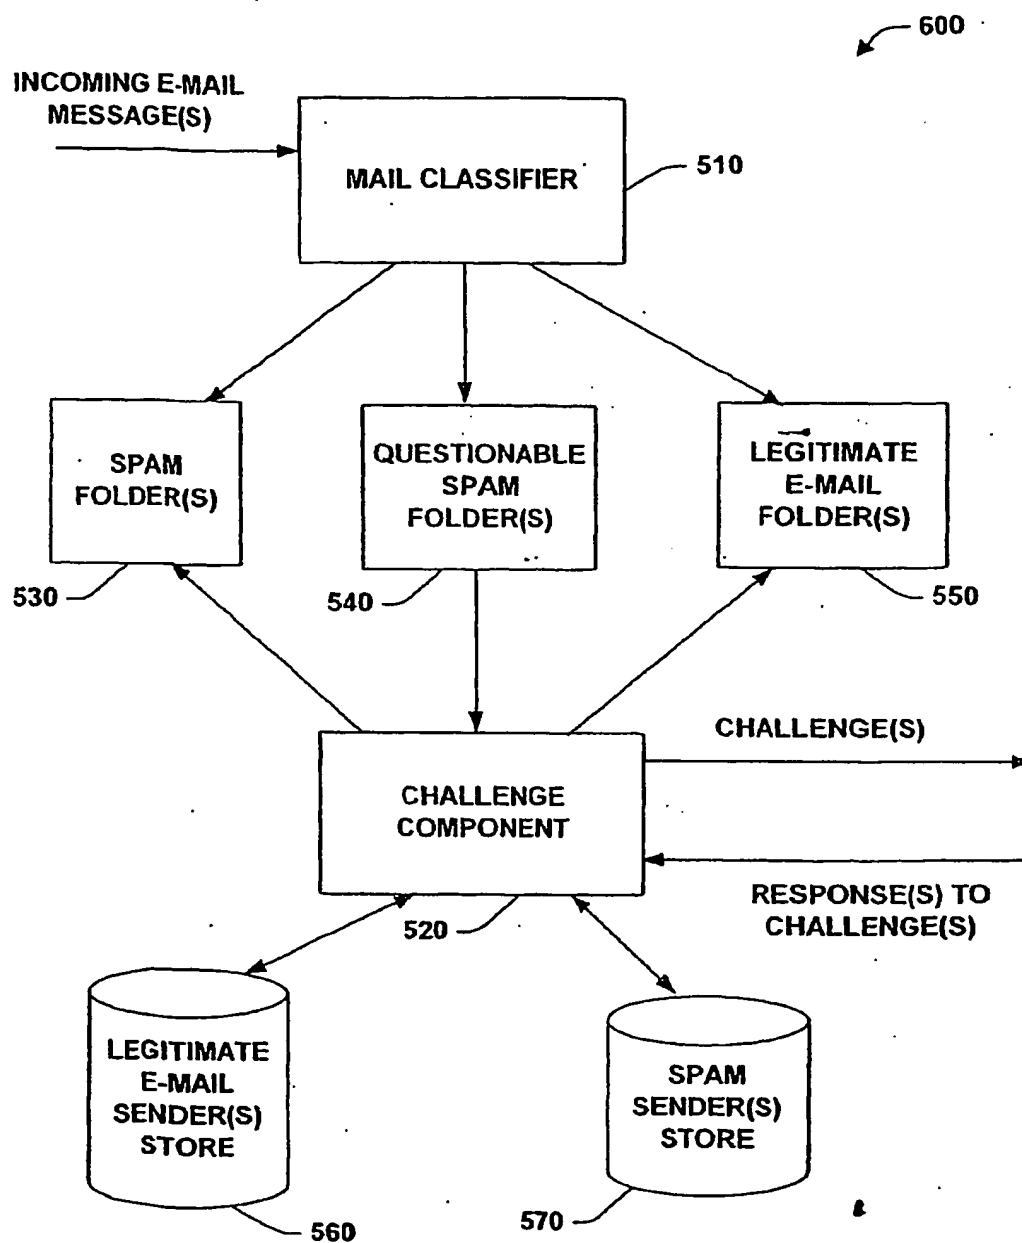 600
INCOMING E-MAIL
MESSAGE(S)
MAIL CLASSIFIER
510
SPAM
FOLDER(S)
QUESTIONABLE
SPAM
FOLDER(S)
LEGITIMATE
E-MAIL
FOLDER(S)
530
540
550
CHALLENGE(S)
CHALLENGE
COMPONENT
RESPONSE(S) TO
CHALLENGE(S)
520
LEGITIMATE
E-MAIL
SENDER(S)
STORE
SPAM
SENDER(S)
STORE
560
570